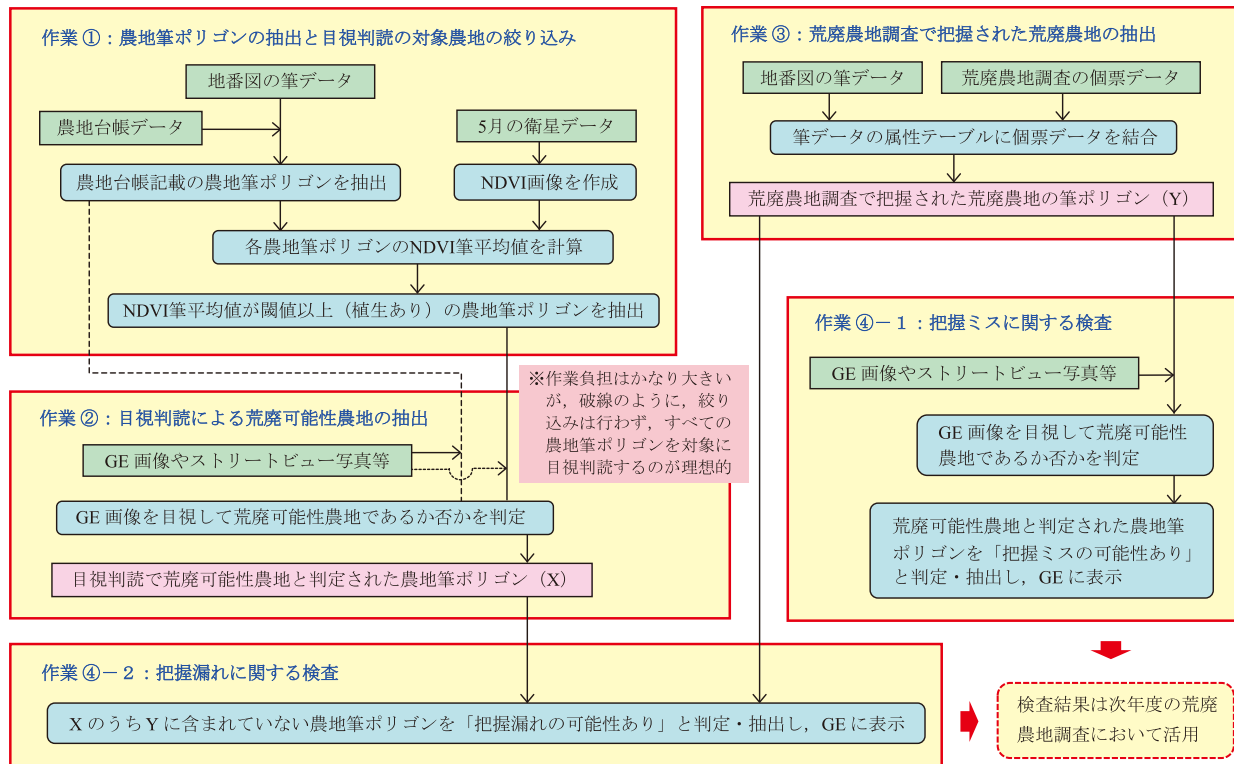 作業 ①：農地筆ポリゴンの抽出と目視判読の対象農地の絞り込み
地番図の筆データ
農地台帳データ
5月の衛星データ
農地台帳記載の農地筆ポリゴンを抽出
NDVI画像を作成
各農地筆ポリゴンのNDVI筆平均値を計算
NDVI筆平均値が閾値以上（植生あり）の農地筆ポリゴンを抽出
作業 ②：目視判読による荒廃可能性農地の抽出
GE 画像やストリートビュー写真等
※作業負担はかなり大きい
が，破線のように，絞り
込みは行わず，すべての
農地筆ポリゴンを対象に
目視判読するのが理想的
GE 画像を目視して荒廃可能性農地であるか否かを判定
目視判読で荒廃可能性農地と判定された農地筆ポリゴン（X）
作業 ③：荒廃農地調査で把握された荒廃農地の抽出
地番図の筆データ
荒廃農地調査の個票データ
筆データの属性テーブルに個票データを結合
荒廃農地調査で把握された荒廃農地の筆ポリゴン（Y）
作業 ④－1：把握ミスに関する検査
GE 画像やストリートビュー写真等
GE 画像を目視して荒廃可能性
農地であるか否かを判定
荒廃可能性農地と判定された農地筆
ポリゴンを「把握ミスの可能性あり」
と判定・抽出し，GE に表示
作業 ④－２：把握漏れに関する検査
X のうち Y に含まれていない農地筆ポリゴンを「把握漏れの可能性あり」と判定・抽出し，GE に表示
検査結果は次年度の荒廃
農地調査において活用